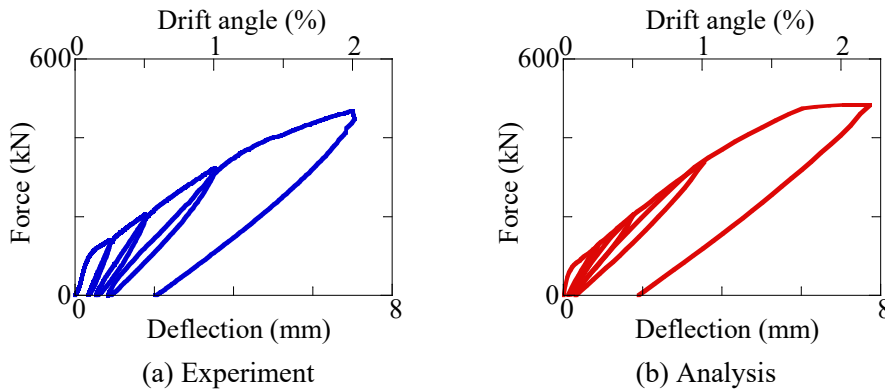 Drift angle (%)
0 1 2
600
Force (kN)
0
0 8
Deflection (mm)
(a) Experiment
Drift angle (%)
0 1 2
600
Force (kN)
0
0 8
Deflection (mm)
(b) Analysis